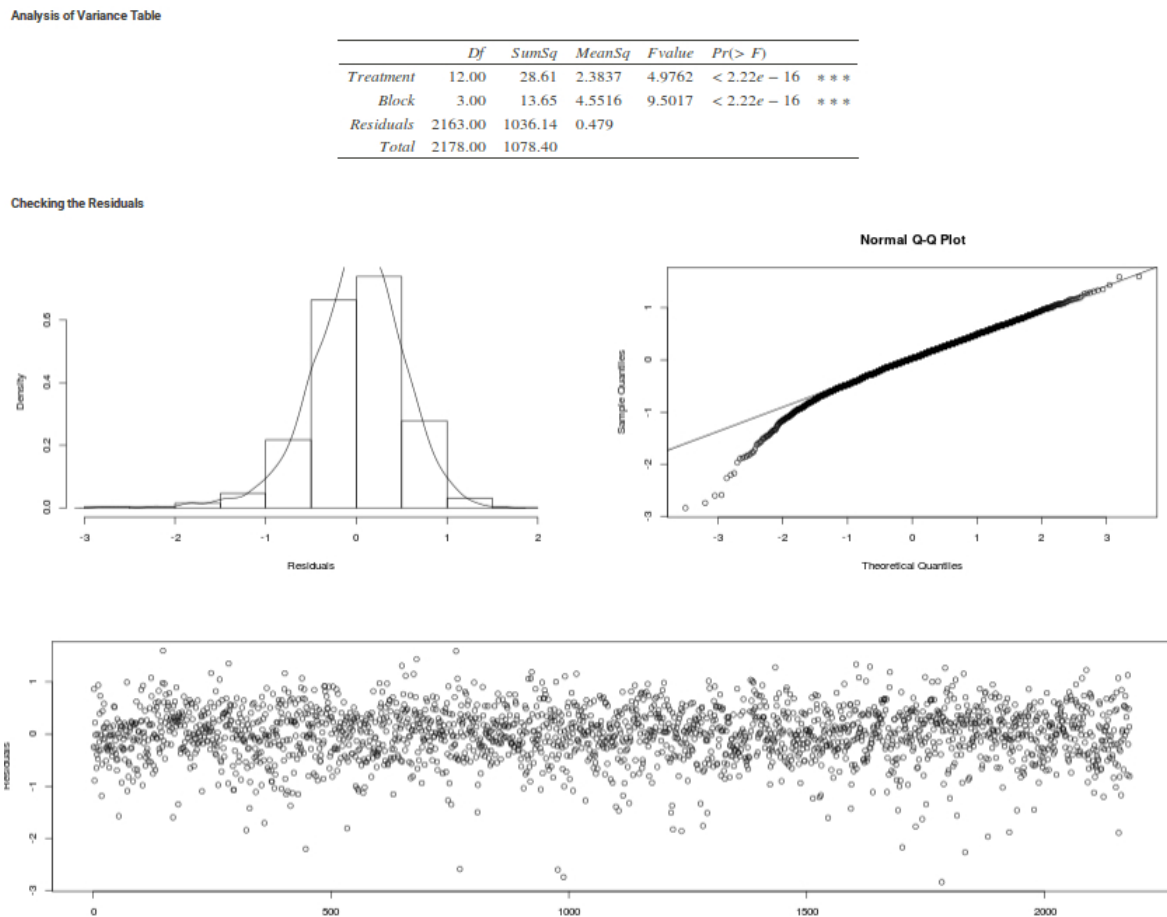 Analysis of Variance Table
Df SumSq MeanSq Fvalue Pr(> F)
Treatment 12.00 28.61 2.3837 4.9762 < 2.22e − 16 ∗ ∗ ∗
Block 3.00 13.65 4.5516 9.5017 < 2.22e − 16 ∗ ∗ ∗
Residuals 2163.00 1036.14 0.479
Total 2178.00 1078.40
Checking the Residuals
Normal Q-Q Plot
Density
0.0 0.2 0.4 0.6
-3 -2 -1 0 1 2
Residuals
Sample Quantiles
-3 -2 -1 0 1
-3 -2 -1 0 1 2 3
Theoretical Quantiles
Residuals
-3 -2 -1 0 1
0 500 1000 1500 2000